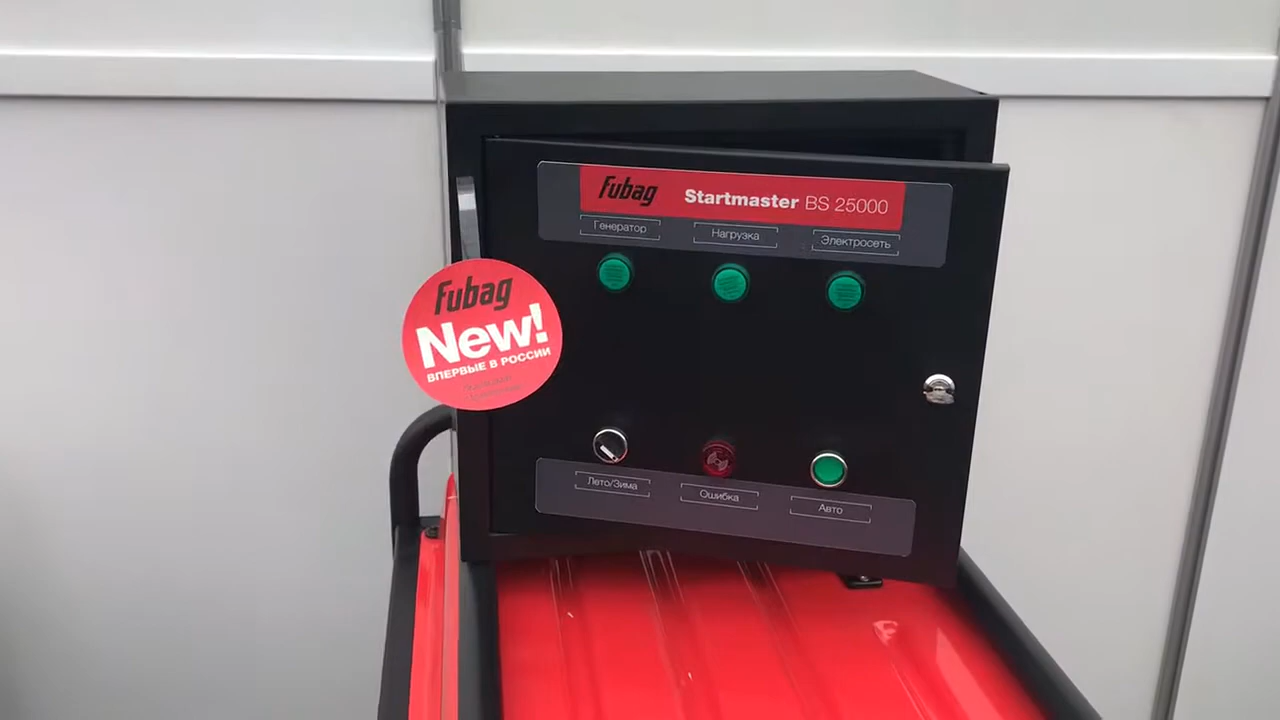 Fubag Startmaster BS 25000
Генератор Нагрузка Электросеть
Fubag
New!
ВПЕРВЫЕ В РОССИИ
Лето/Зима Ошибка Авто